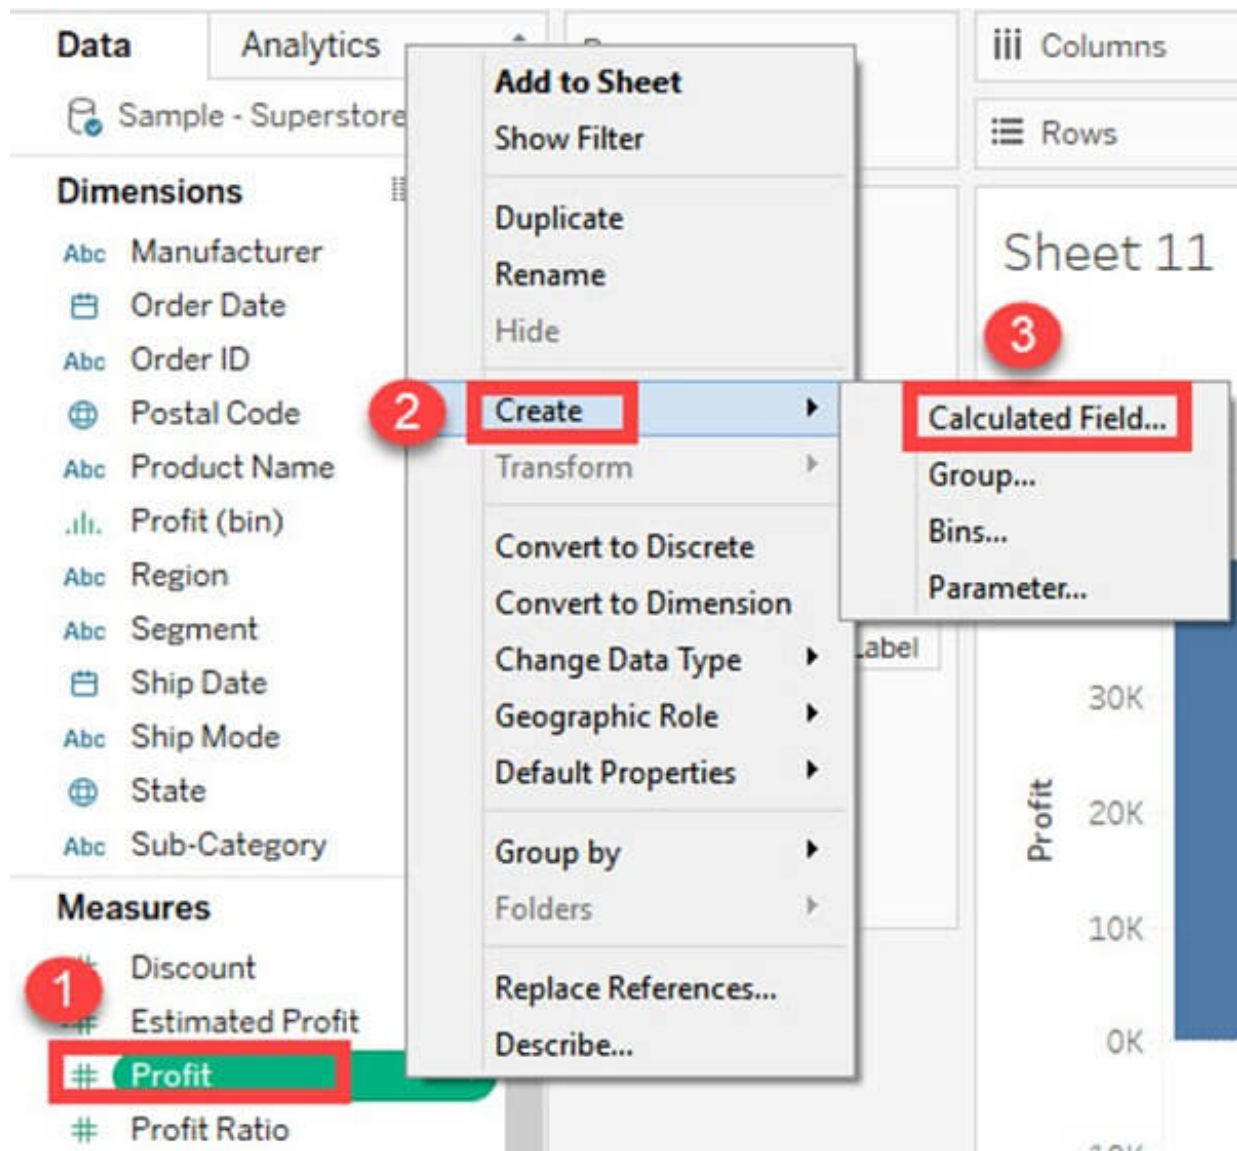 Data
Analytics
Sample - Superstore
Dimensions
Abc Manufacturer
Order Date
Abc Order ID
Postal Code
Abc Product Name
Profit (bin)
Abc Region
Abc Segment
Ship Date
Abc Ship Mode
State
Abc Sub-Category
Measures
1
# Discount
# Estimated Profit
# Profit
# Profit Ratio
Add to Sheet
Show Filter
Duplicate
Rename
Hide
2
Create
Transform
Convert to Discrete
Convert to Dimension
Change Data Type
Geographic Role
Default Properties
Group by
Folders
Replace References...
Describe...
3
Calculated Field...
Group...
Bins...
Parameter...
Columns
Rows
Sheet 11
Profit
30K
20K
10K
0K